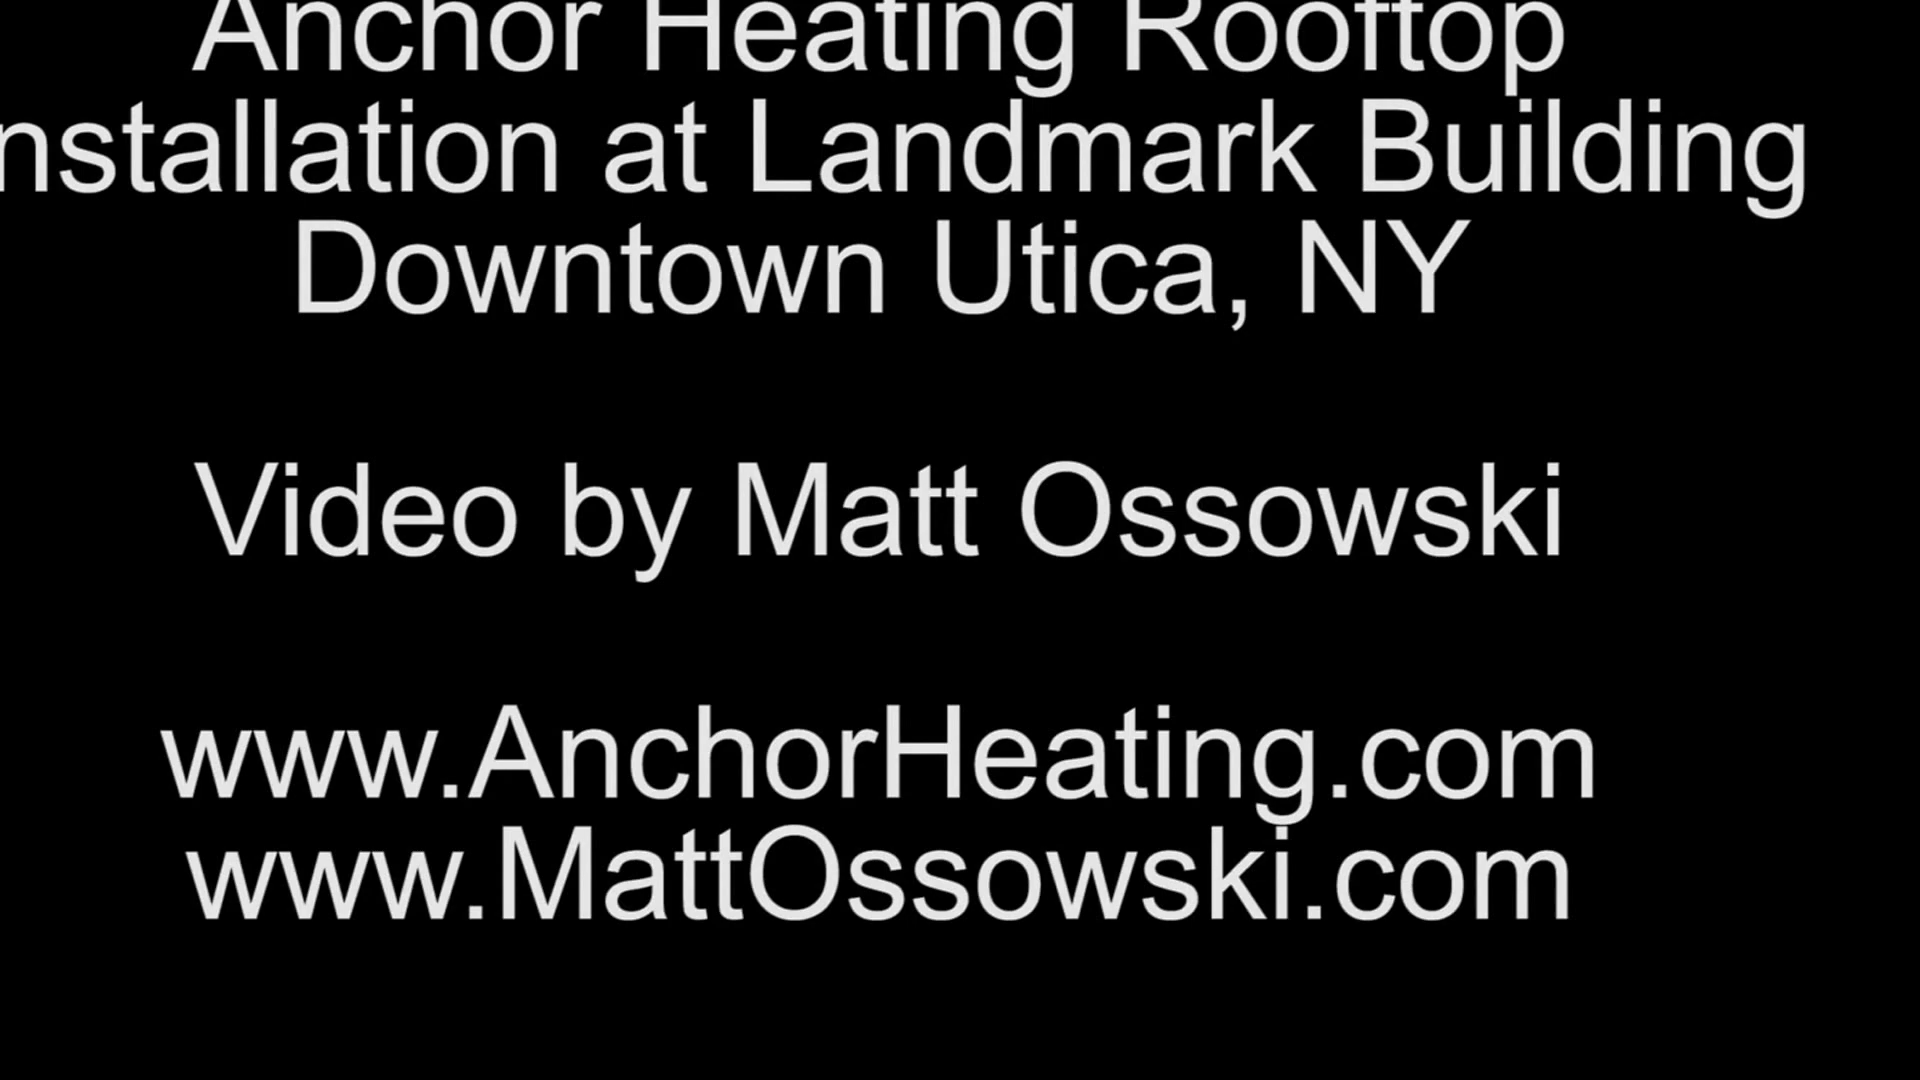 Anchor Heating Rooftop
nstallation at Landmark Building
Downtown Utica, NY
Video by Matt Ossowski
www.AnchorHeating.com
www.MattOssowski.com